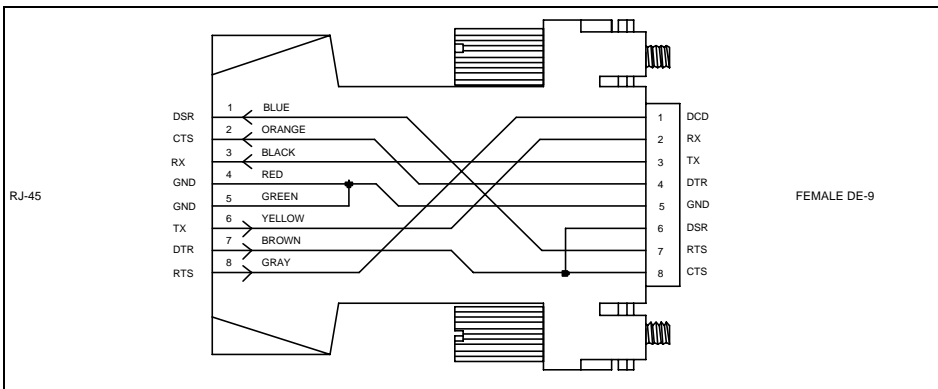 1 BLUE
DSR 1 DCD
2 ORANGE
CTS 2 RX
3 BLACK
RX 3 TX
4 RED
GND 4 DTR
RJ-45 5 GREEN FEMALE DE-9
GND 5 GND
6 YELLOW
TX 6 DSR
7 BROWN
DTR 7 RTS
8 GRAY
RTS 8 CTS